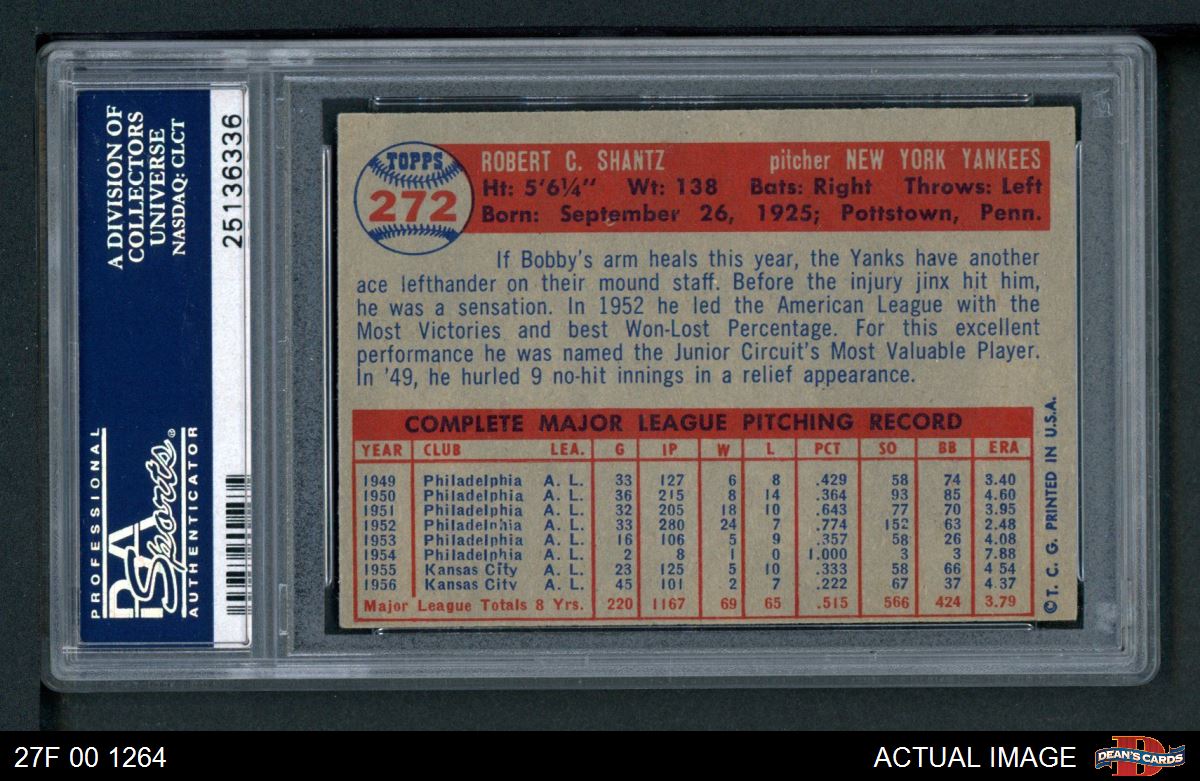 A DIVISION OF
COLLECTORS
UNIVERSE
NASDAQ: CLCT
25136336
PROFESSIONAL
PSA
Sports
®
AUTHENTICATOR
TOPPS
272
ROBERT C. SHANTZ pitcher NEW YORK YANKEES
Ht: 5'6¼" Wt: 138 Bats: Right Throws: Left
Born: September 26, 1925; Pottstown, Penn.
If Bobby's arm heals this year, the Yanks have another
ace lefthander on their mound staff. Before the injury jinx hit him,
he was a sensation. In 1952 he led the American League with the
Most Victories and best Won-Lost Percentage. For this excellent
performance he was named the Junior Circuit's Most Valuable Player.
In '49, he hurled 9 no-hit innings in a relief appearance.
COMPLETE MAJOR LEAGUE PITCHING RECORD
YEAR CLUB LEA. G IP W L PCT SO BB ERA
1949 Philadelphia A. L. 33 127 6 8 .429 58 74 3.40
1950 Philadelphia A. L. 36 215 8 14 .364 93 85 4.60
1951 Philadelphia A. L. 32 205 18 10 .643 77 70 3.95
1952 Philadelphia A. L. 33 280 24 7 .774 152 63 2.48
1953 Philadelphia A. L. 16 106 5 9 .357 58 26 4.08
1954 Philadelphia A. L. 2 8 1 0 1.000 3 3 7.88
1955 Kansas City A. L. 23 125 5 10 .333 58 66 4.54
1956 Kansas City A. L. 45 101 2 7 .222 67 37 4.37
Major League Totals 8 Yrs. 220 1167 69 65 .515 566 424 3.79
© T. C. G. PRINTED IN U.S.A.
27F 00 1264
ACTUAL IMAGE
DEAN'S CARDS